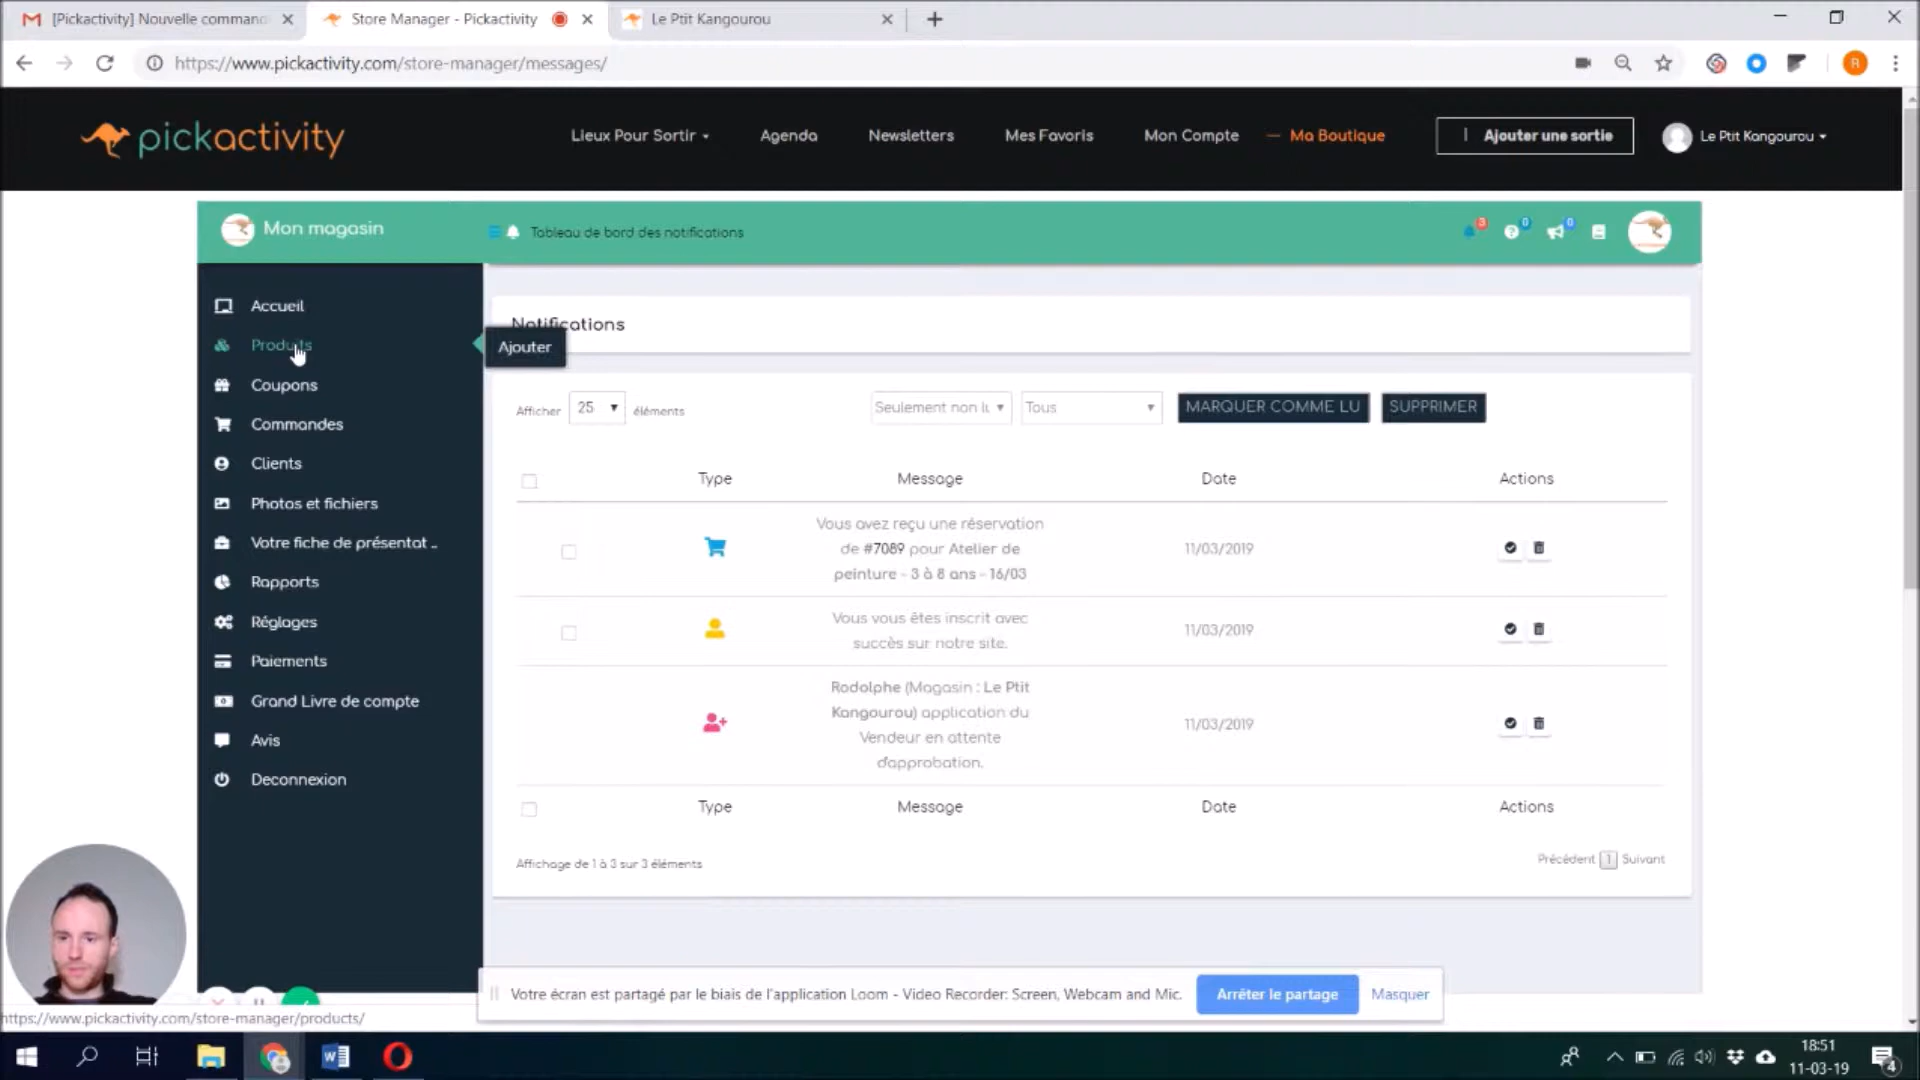 [Pickactivity] Nouvelle comman
Store Manager - Pickactivity
Le Ptit Kangourou
https://www.pickactivity.com/store-manager/messages/
R
pickactivity
Lieux Pour Sortir
Agenda
Newsletters
Mes Favoris
Mon Compte
Ma Boutique
Ajouter une sortie
Le Ptit Kangourou
Mon magasin
Tableau de bord des notifications
3
0
0
Accueil
Produits
Coupons
Commandes
Clients
Photos et fichiers
Votre fiche de présentat ..
Rapports
Réglages
Paiements
Grand Livre de compte
Avis
Deconnexion
Notifications
Ajouter
Afficher 25 éléments
Seulement non lu
Tous
MARQUER COMME LU
SUPPRIMER
Type Message Date Actions
Vous avez reçu une réservation
de #7089 pour Atelier de
peinture - 3 à 8 ans - 16/03
11/03/2019
Vous vous êtes inscrit avec
succès sur notre site.
11/03/2019
Rodolphe (Magasin : Le Ptit
Kangourou) application du
Vendeur en attente
d'approbation.
11/03/2019
Type Message Date Actions
Affichage de 1 à 3 sur 3 éléments
Précédent 1 Suivant
Votre écran est partagé par le biais de l'application Loom - Video Recorder: Screen, Webcam and Mic.
Arrêter le partage
Masquer
https://www.pickactivity.com/store-manager/products/
18:51
11-03-19
4